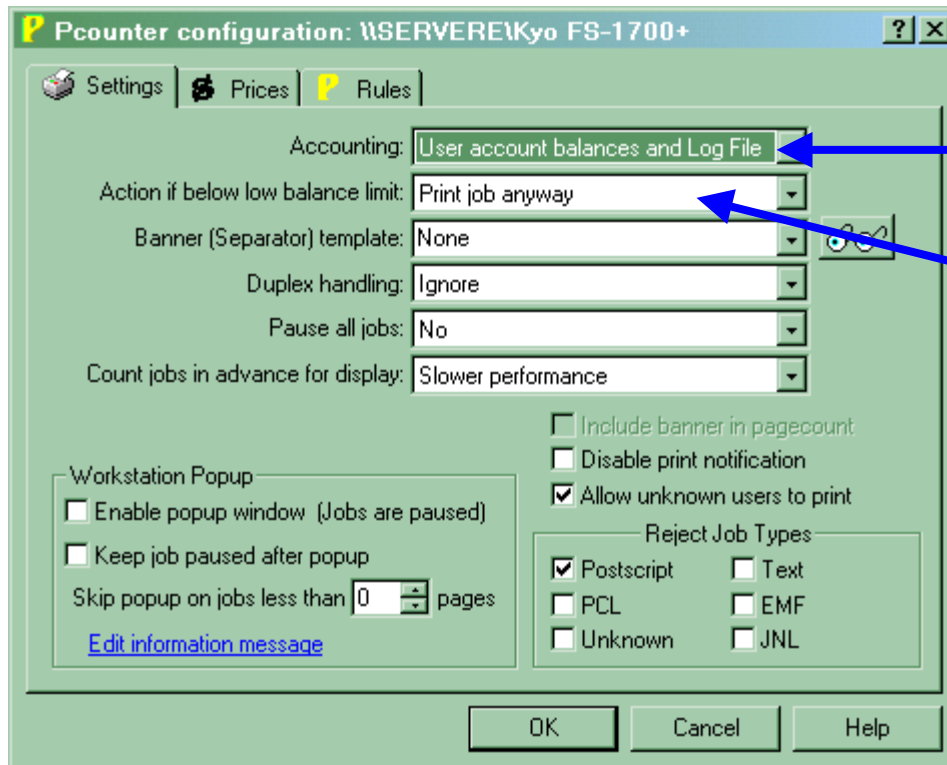 Pcounter configuration: \\SERVERE\Kyo FS-1700+
Settings Prices Rules
Accounting: User account balances and Log File
Action if below low balance limit: Print job anyway
Banner (Separator) template: None
Duplex handling: Ignore
Pause all jobs: No
Count jobs in advance for display: Slower performance
Include banner in pagecount
Disable print notification
Allow unknown users to print
Workstation Popup
Enable popup window (Jobs are paused)
Keep job paused after popup
Skip popup on jobs less than 0 pages
Edit information message
Reject Job Types
Postscript Text
PCL EMF
Unknown JNL
OK Cancel Help